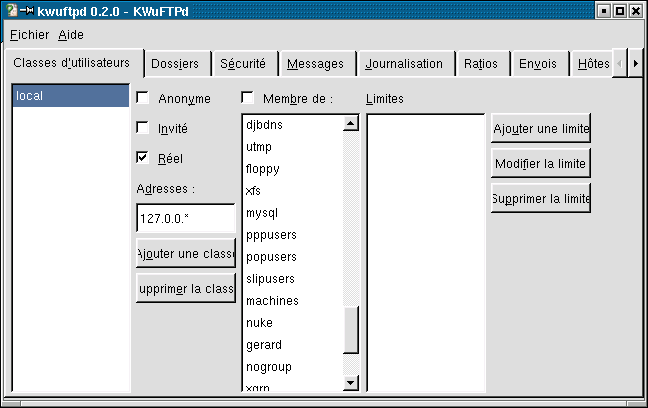 kwuftpd 0.2.0 - KWuFTPd
Fichier Aide
Classes d'utilisateurs Dossiers Sécurité Messages Journalisation Ratios Envois Hôtes
local
Anonyme
Invité
Réel
Adresses :
127.0.0.*
Ajouter une classe
upprimer la class
Membre de :
djbdns
utmp
floppy
xfs
mysql
pppusers
popusers
slipusers
machines
nuke
gerard
nogroup
xgrp
Limites
Ajouter une limite
Modifier la limite
Supprimer la limite